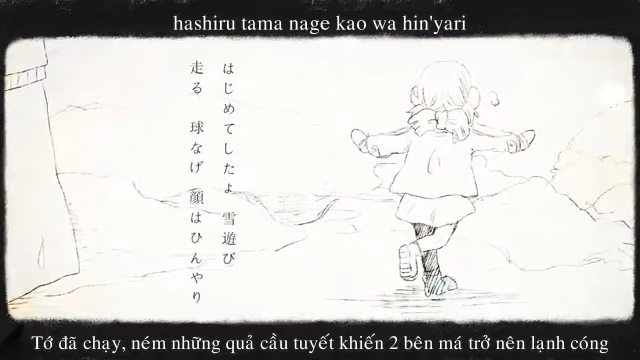 hashiru tama nage kao wa hin'yari
はじめてしたよ 雪遊び
走る 球なげ 顔はひんやり
Tớ đã chạy, ném những quả cầu tuyết khiến 2 bên má trở nên lạnh cóng